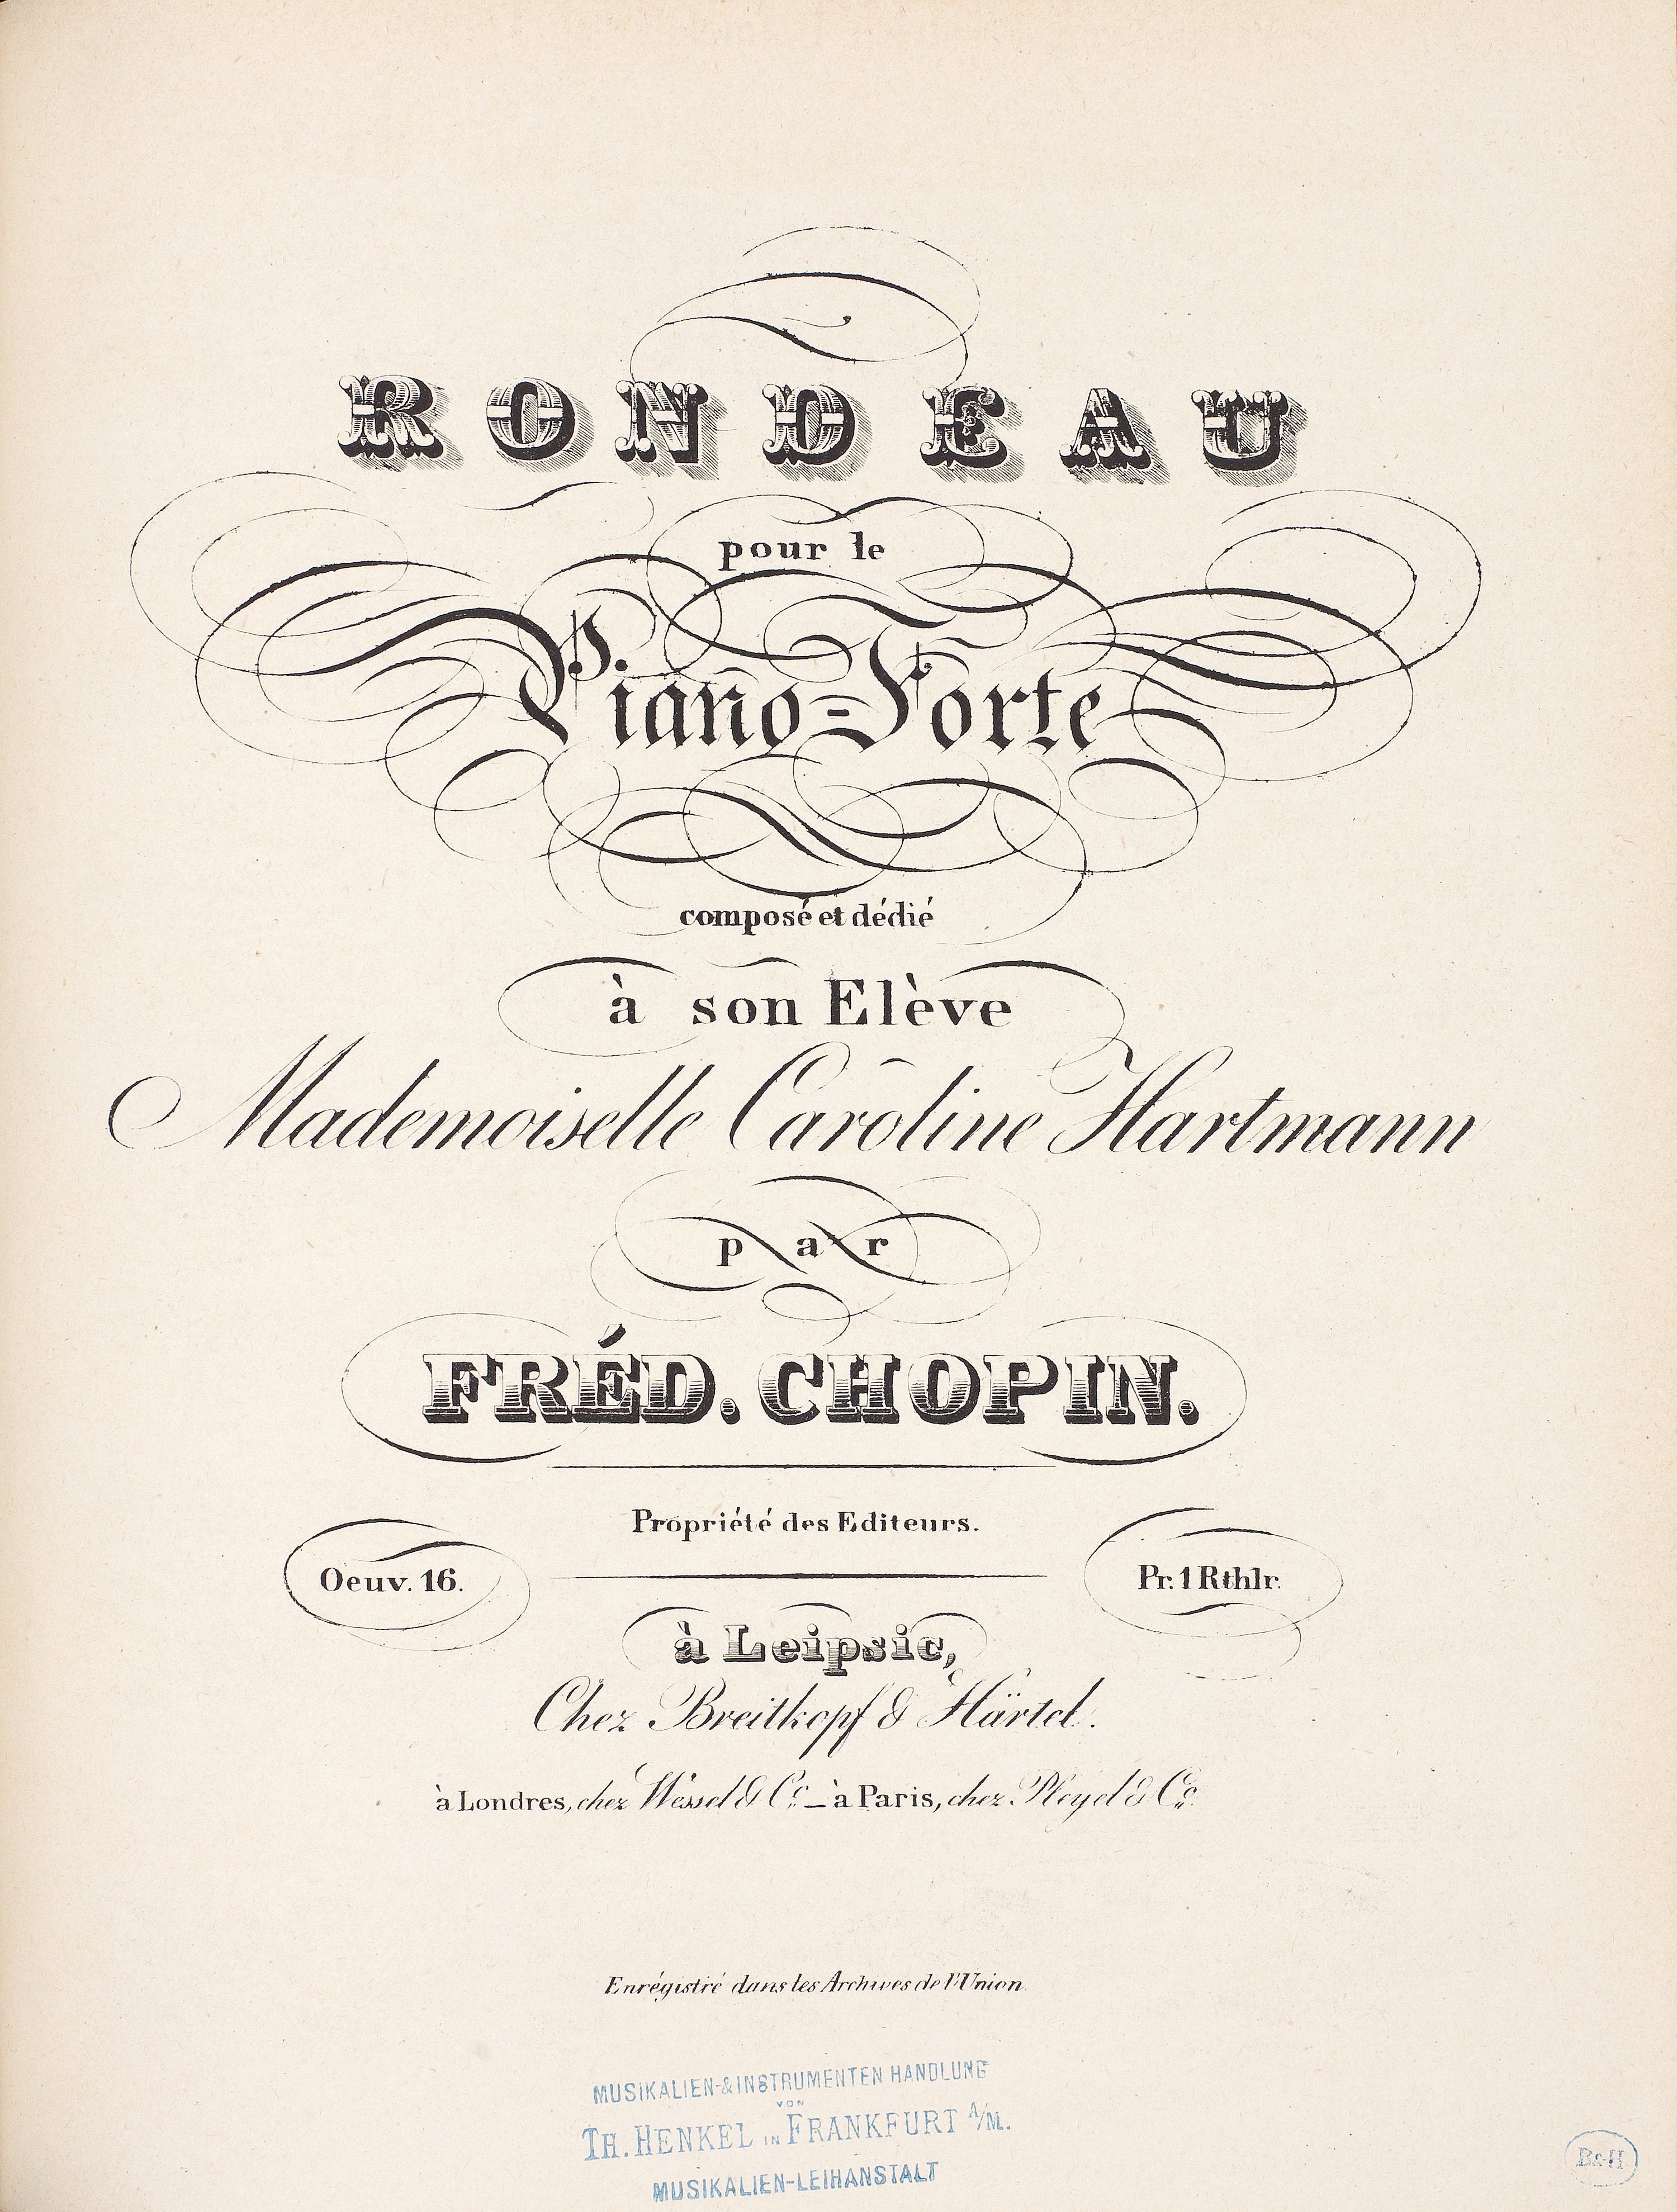 RONDEAU
pour le
Piano=Forte
composé et dédié
à son Elève
Mademoiselle Caroline Hartmann
par
FRÉD. CHOPIN.
Propriété des Editeurs.
Oeuv. 16.
Pr. 1 Rthlr.
à Leipsic,
Chez Breitkopf & Härtel.
à Londres, chez Wessel & Co. – à Paris, chez Pleyel & Co.
Enrégistré dans les Archives de l'Union.
MUSIKALIEN-&INSTRUMENTEN HANDLUNG
VON
TH. HENKEL IN FRANKFURT A/M.
MUSIKALIEN-LEIHANSTALT
B&H